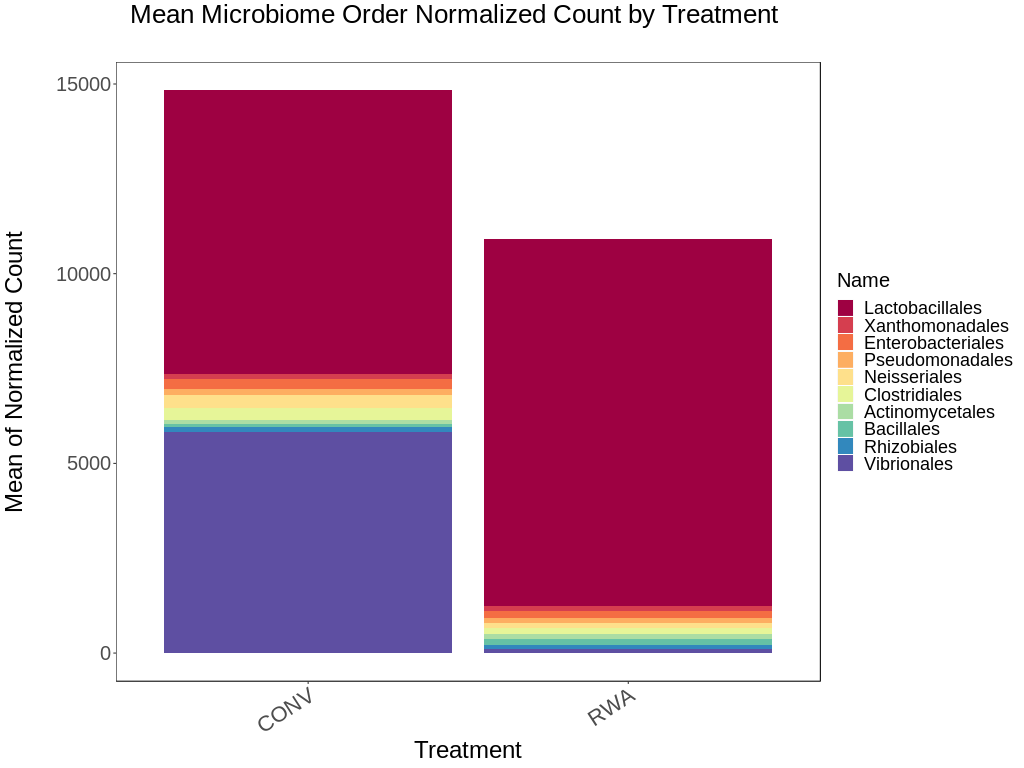 Mean Microbiome Order Normalized Count by Treatment
15000
10000
5000
0
Mean of Normalized Count
CONV
RWA
Treatment
Name
Lactobacillales
Xanthomonadales
Enterobacteriales
Pseudomonadales
Neisseriales
Clostridiales
Actinomycetales
Bacillales
Rhizobiales
Vibrionales